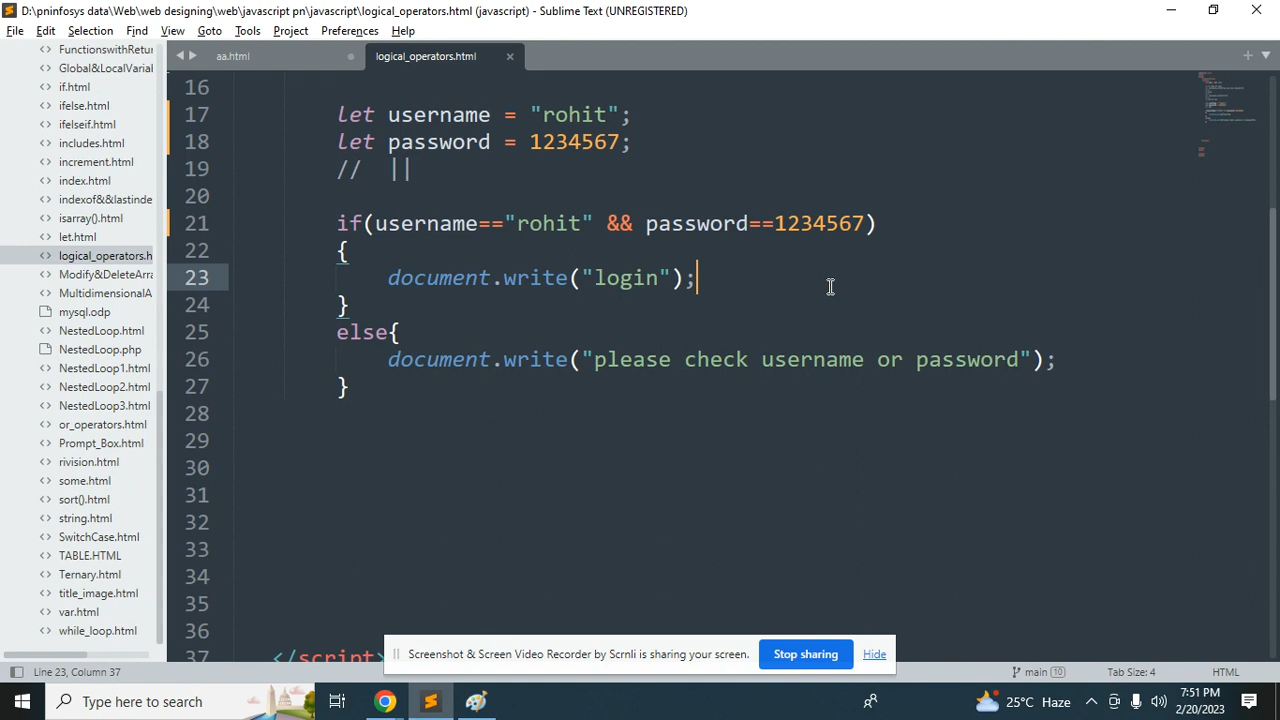 D:\pninfosys data\Web\web designing\web\javascript pn\javascript\logical_operators.html (javascript) - Sublime Text (UNREGISTERED)
File Edit Selection Find View Goto Tools Project Preferences Help
FunctionswithRetur
Global&LocalVariabl
if.html
ifelse.html
ifelseif.html
includes.html
increment.html
index.html
indexof&&lastinde
isarray().html
let.html
logical_operators.h
Modify&DeleteArra
MultidimensionalA
mysql.odp
NestedLoop.html
NestedLoop.php
NestedLoop1.html
NestedLoop2.html
NestedLoop3.html
or_operators.html
Prompt_Box.html
rivision.html
some.html
sort().html
string.html
SwitchCase.html
TABLE.HTML
Ternary.html
title_image.html
var.html
while_loop.html
aa.html logical_operators.html
16
17 let username = "rohit";
18 let password = 1234567;
19 // ||
20
21 if(username=="rohit" && password==1234567)
22 {
23 document.write("login");
24 }
25 else{
26 document.write("please check username or password");
27 }
28
29
30
31
32
33
34
35
36
37 </script>
Screenshot & Screen Video Recorder by Scrnli is sharing your screen. Stop sharing Hide
Line 23, Column 37 main 10 Tab Size: 4 HTML
Type here to search 25°C Haze 7:51 PM
2/20/2023